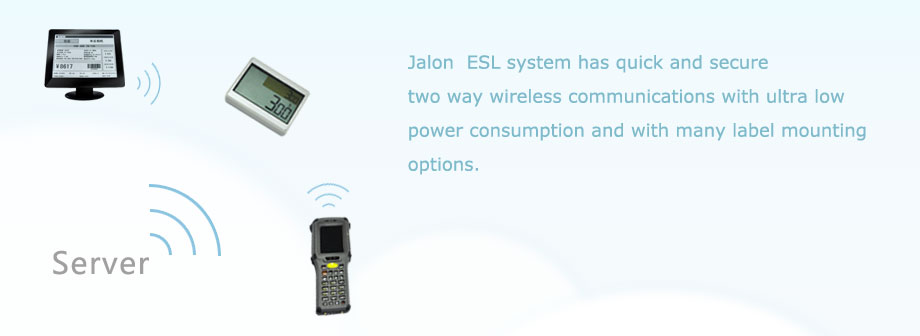 Jalon ESL system has quick and secure
two way wireless communications with ultra low
power consumption and with many label mounting
options.
¥8617
Server